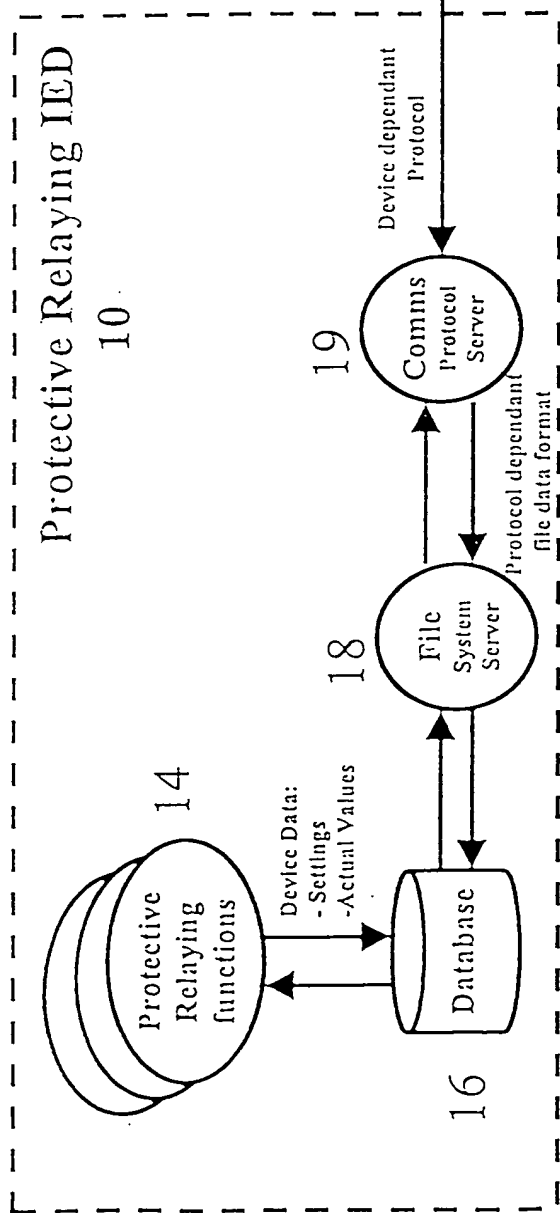 Protective Relaying IED
10
Protective
Relaying
functions
14
Device Data:
- Settings
-Actual Values
Database
16
File
System
Server
18
Protocol dependant
file data format
Comms
Protocol
Server
19
Device dependant
Protocol